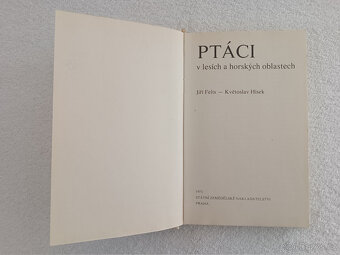 PTÁCI
v lesích a horských oblastech
Jiří Felix — Květoslav Hísek
STÁTNÍ ZEMĚDĚLSKÉ NAKLADATELSTVÍ
PRAHA